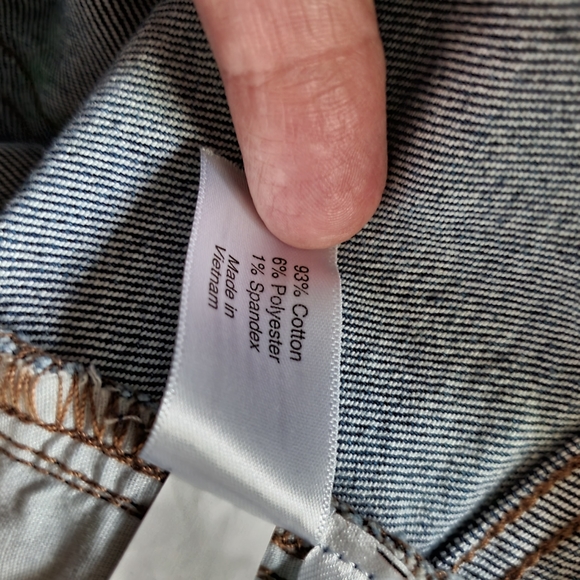 93% Cotton
6% Polyester
1% Spandex
Made in
Vietnam